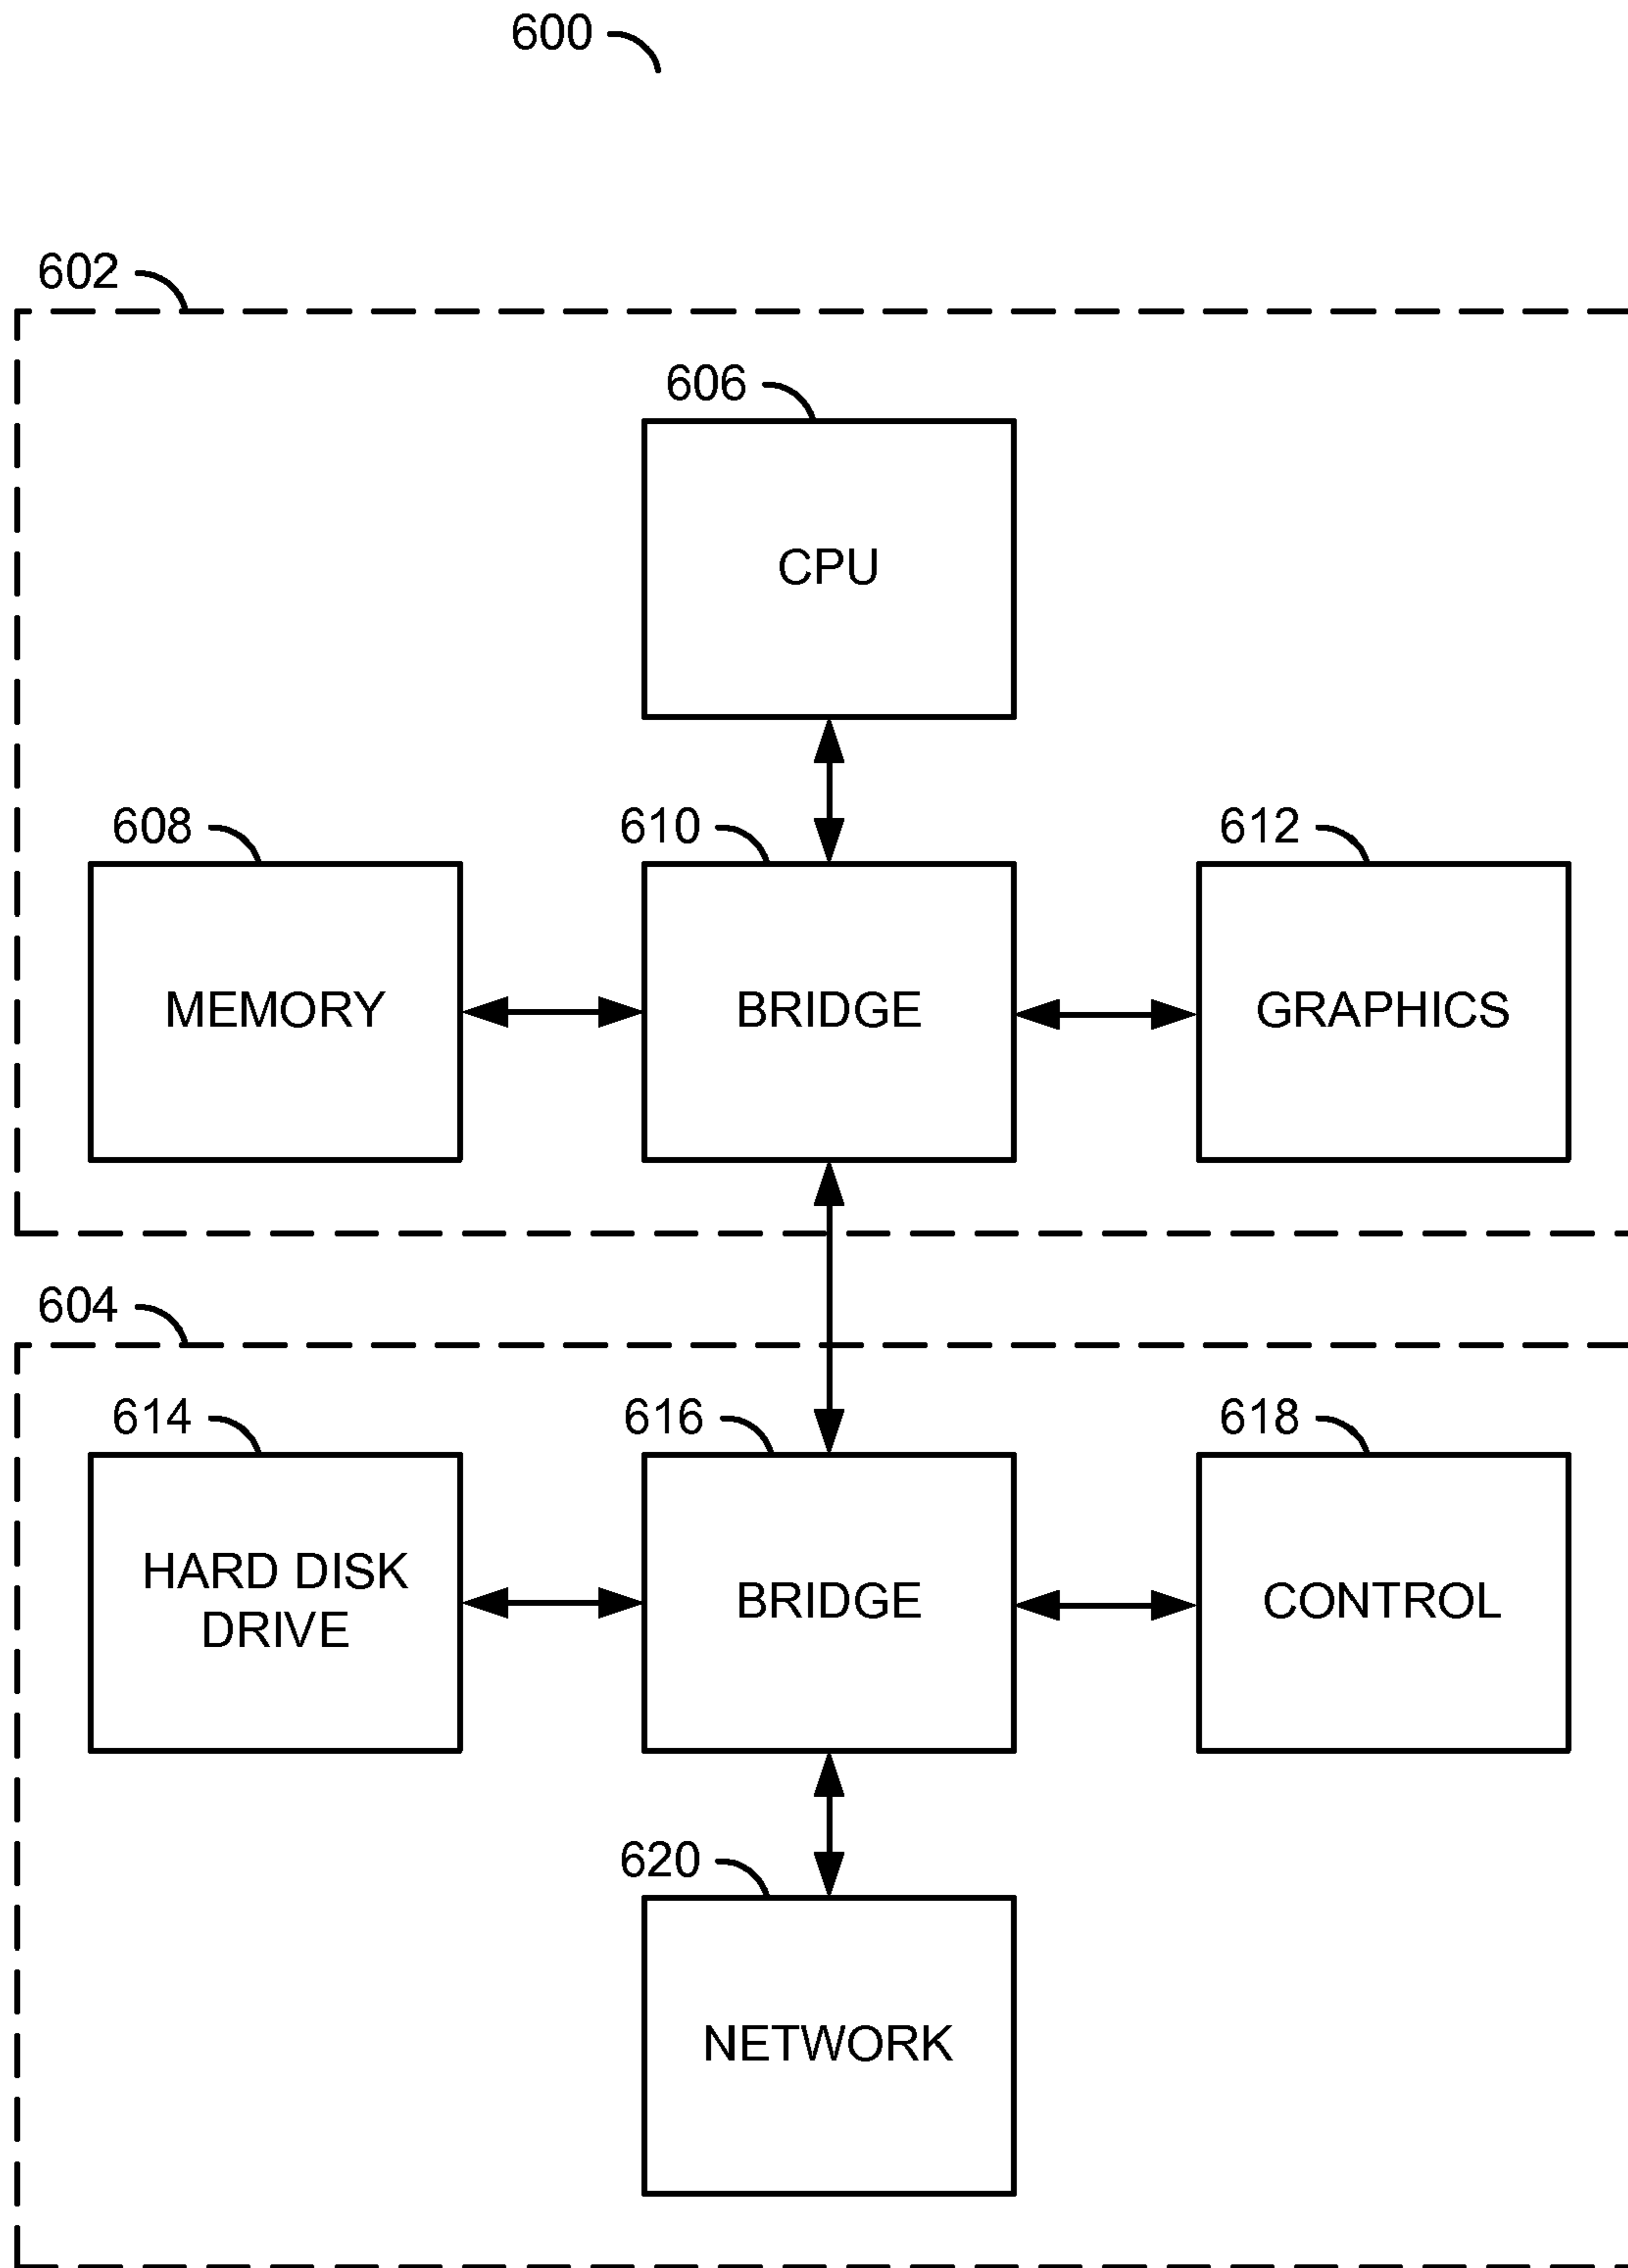 600
602
606
CPU
608
610
612
MEMORY
BRIDGE
GRAPHICS
604
614
616
618
HARD DISK
DRIVE
BRIDGE
CONTROL
620
NETWORK